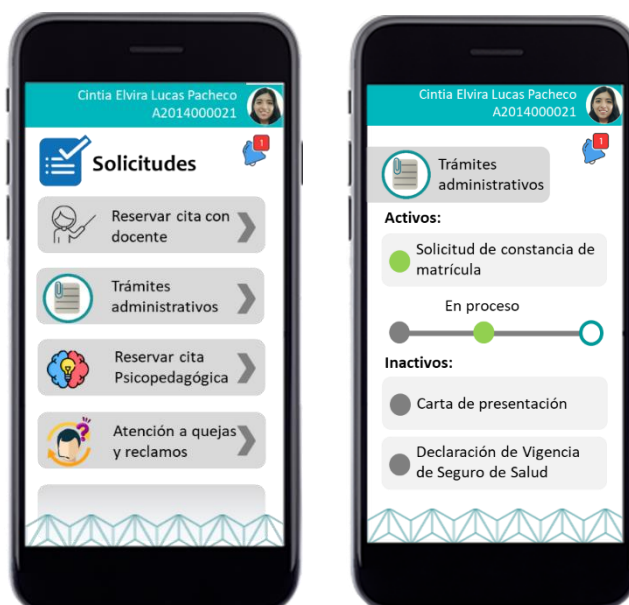 Cintia Elvira Lucas Pacheco
A2014000021
1
Solicitudes
Reservar cita con
docente
Trámites
administrativos
Reservar cita
Psicopedagógica
Atención a quejas
y reclamos
Cintia Elvira Lucas Pacheco
A2014000021
1
Trámites
administrativos
Activos:
Solicitud de constancia de
matrícula
En proceso
Inactivos:
Carta de presentación
Declaración de Vigencia
de Seguro de Salud